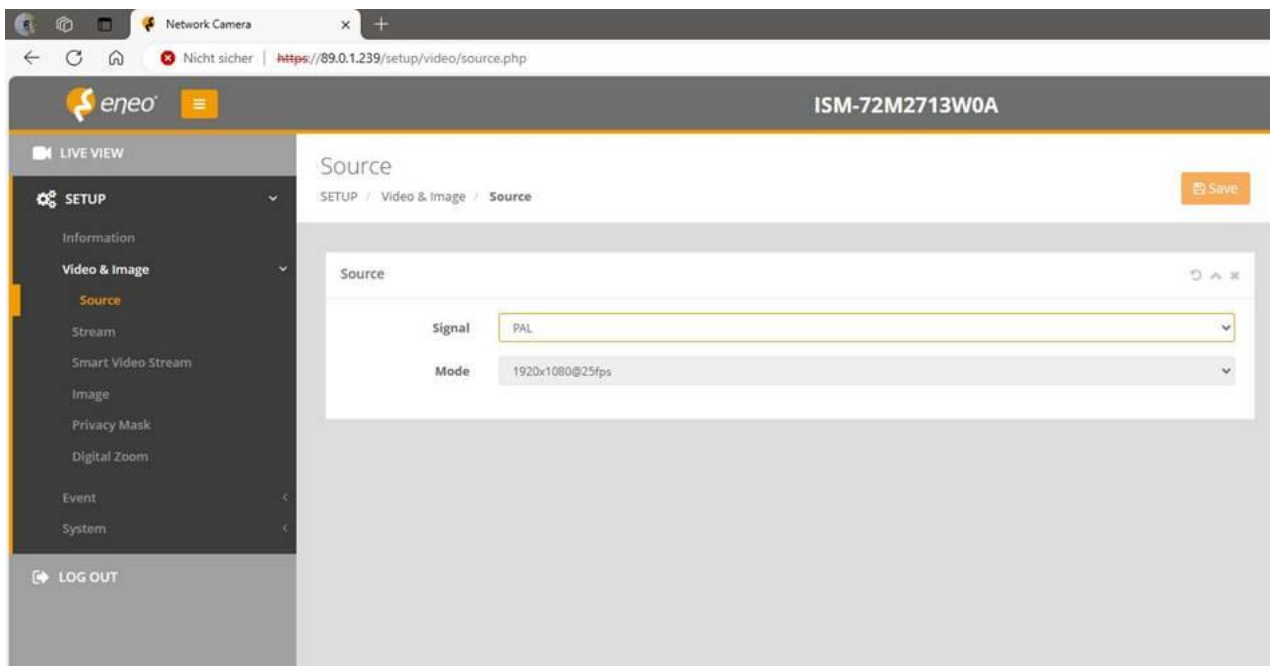 Network Camera
Nicht sicher | https://89.0.1.239/setup/video/source.php
eneo
ISM-72M2713W0A
LIVE VIEW
SETUP
Information
Video & Image
Source
Stream
Smart Video Stream
Image
Privacy Mask
Digital Zoom
Event
System
LOG OUT
Source
SETUP / Video & Image / Source
Save
Source
Signal PAL
Mode 1920x1080@25fps